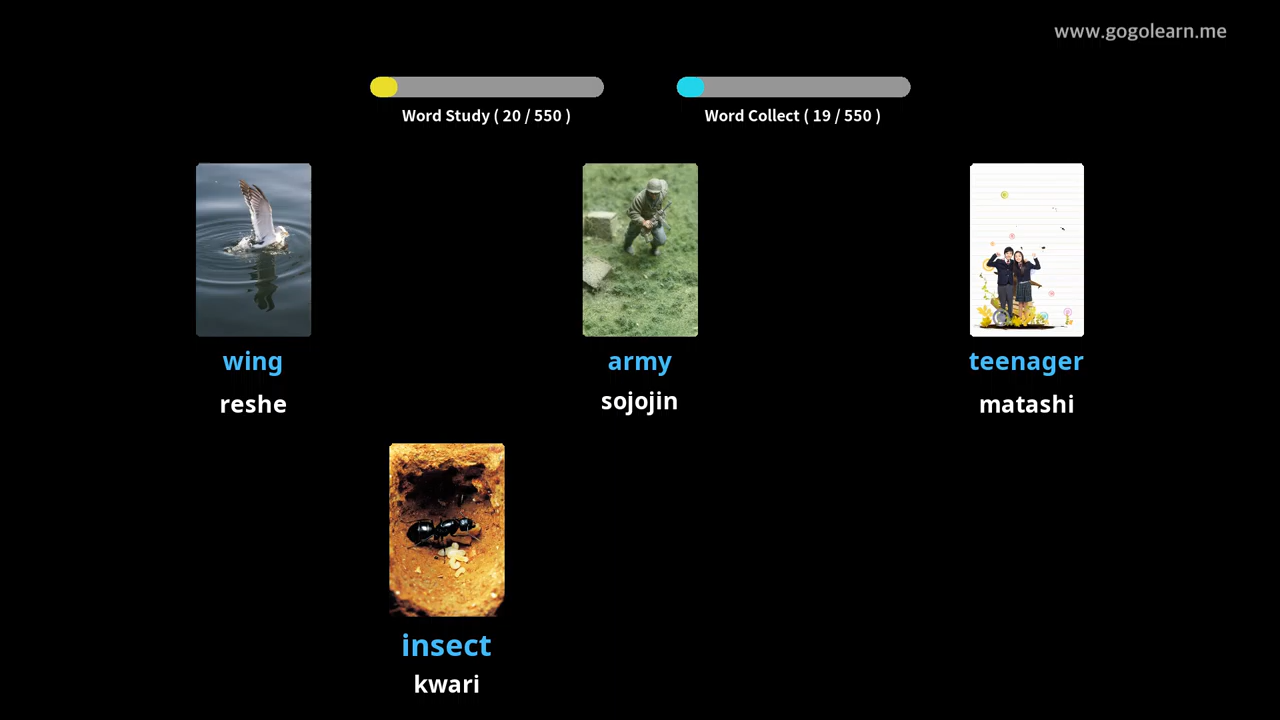 www.gogolearn.me
Word Study ( 20 / 550 )
Word Collect ( 19 / 550 )
wing
reshe
army
sojojin
teenager
matashi
insect
kwari